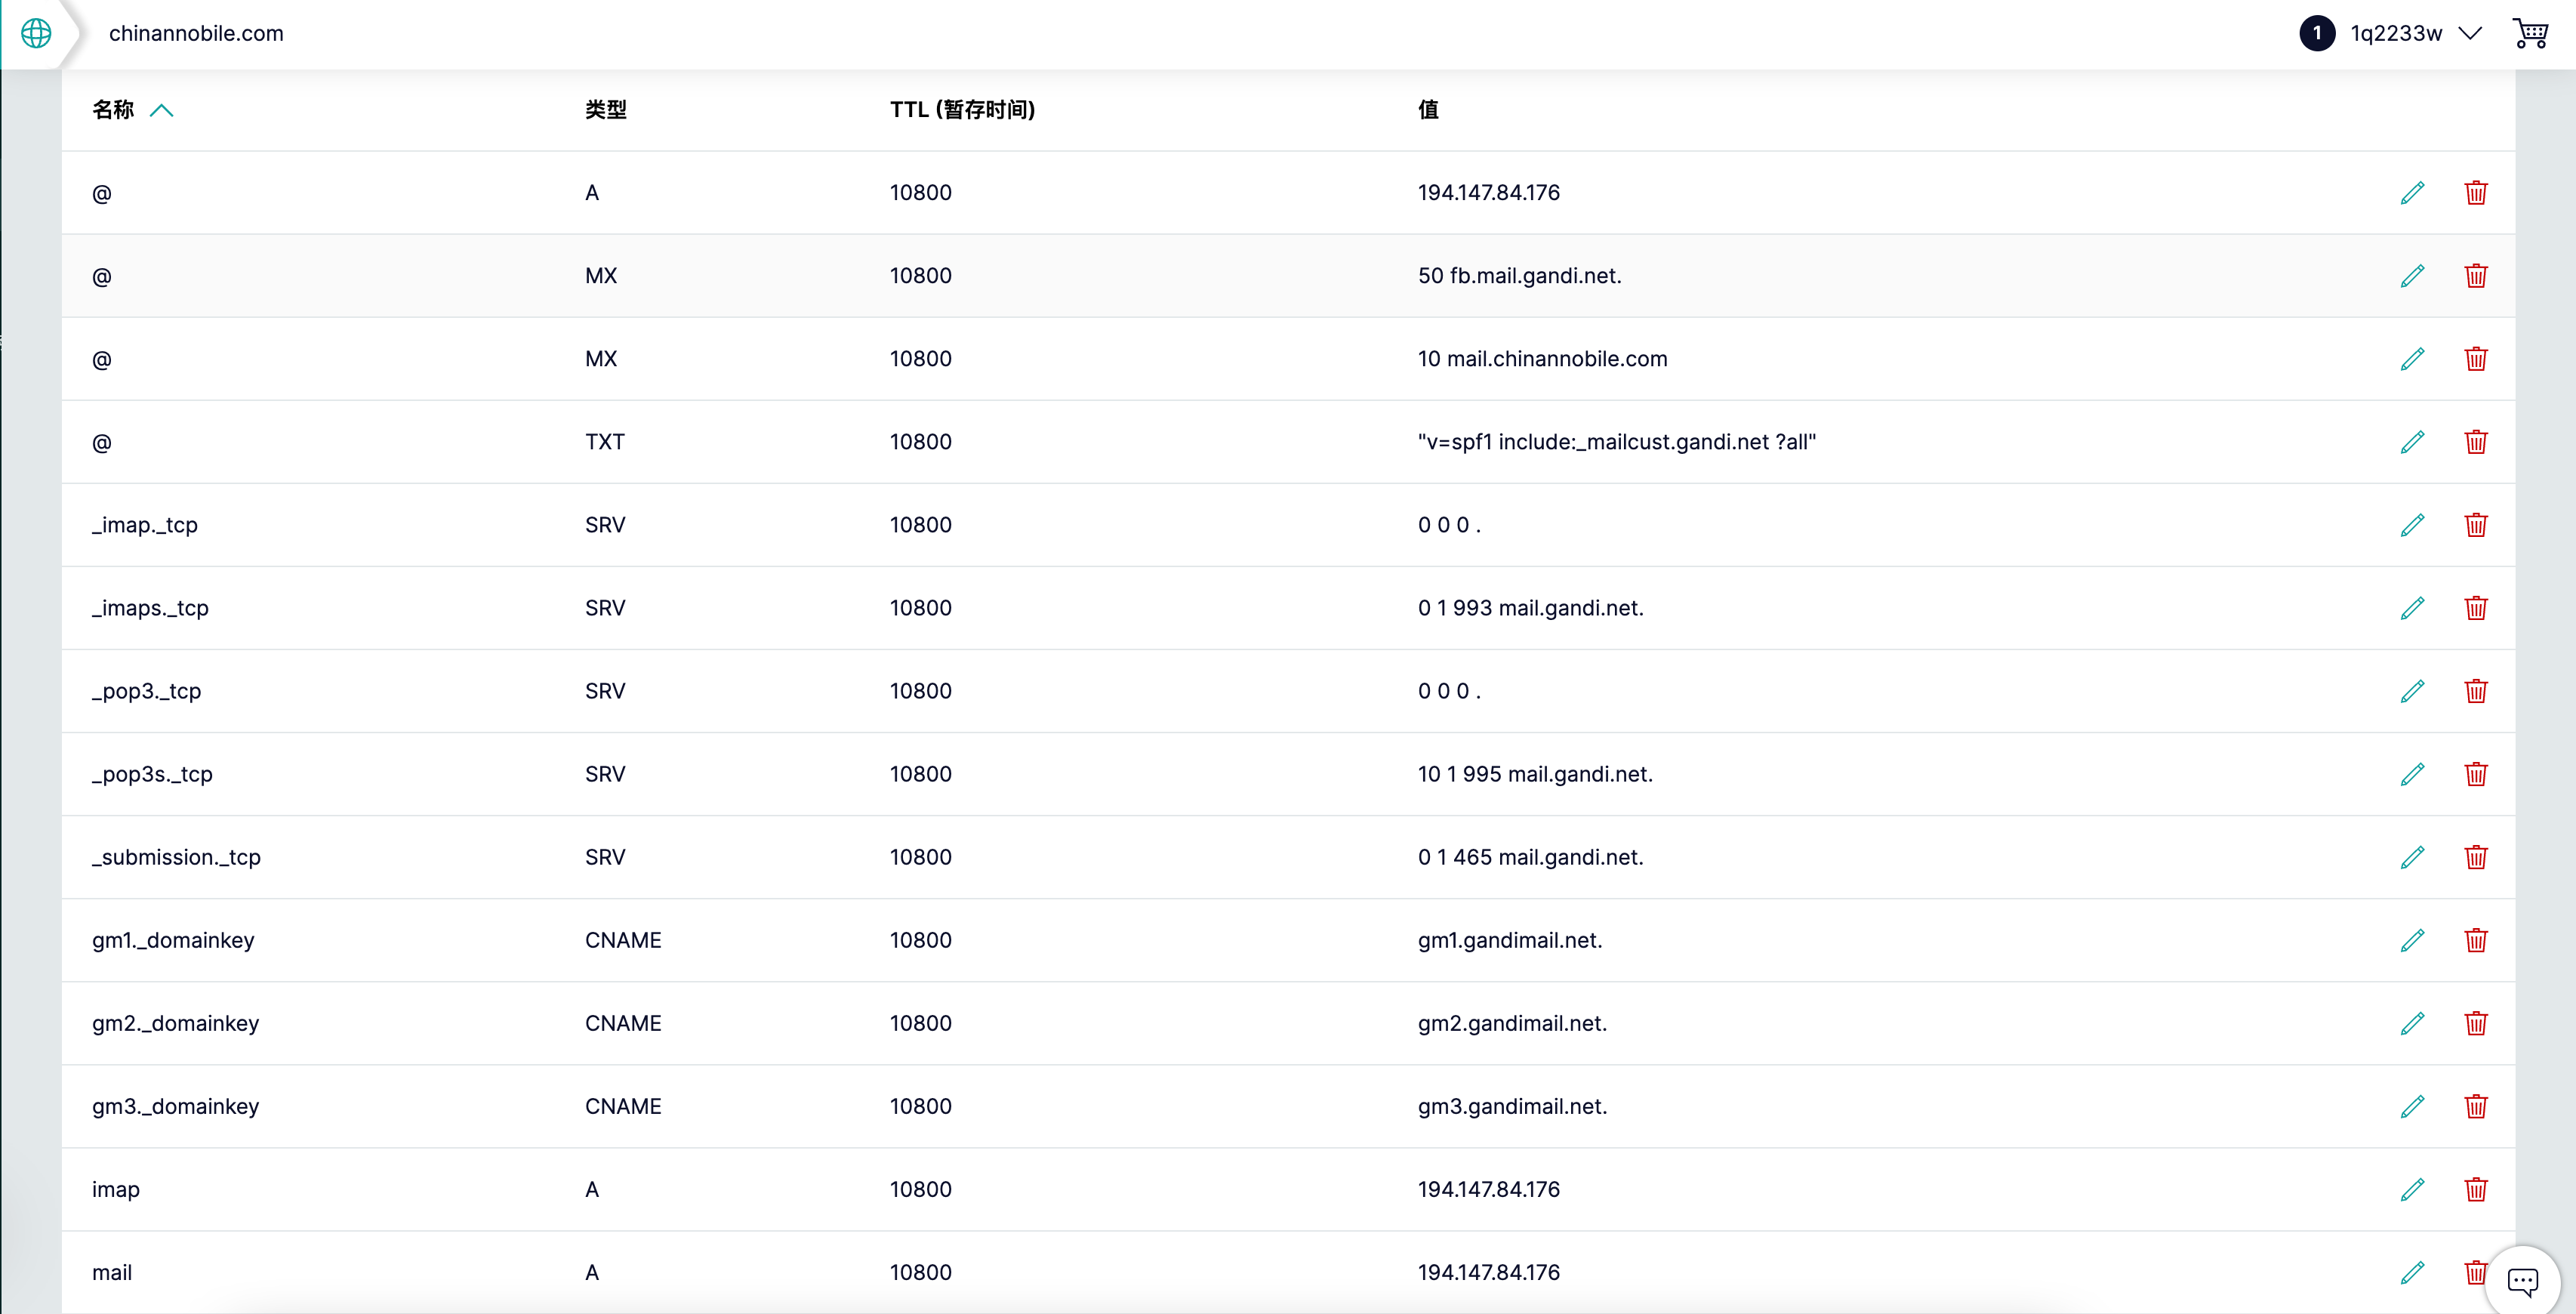 chinannobile.com
1 1q2233w
名称 类型 TTL (暂存时间) 值
@ A 10800 194.147.84.176
@ MX 10800 50 fb.mail.gandi.net.
@ MX 10800 10 mail.chinannobile.com
@ TXT 10800 "v=spf1 include:_mailcust.gandi.net ?all"
_imap._tcp SRV 10800 0 0 0 .
_imaps._tcp SRV 10800 0 1 993 mail.gandi.net.
_pop3._tcp SRV 10800 0 0 0 .
_pop3s._tcp SRV 10800 10 1 995 mail.gandi.net.
_submission._tcp SRV 10800 0 1 465 mail.gandi.net.
gm1._domainkey CNAME 10800 gm1.gandimail.net.
gm2._domainkey CNAME 10800 gm2.gandimail.net.
gm3._domainkey CNAME 10800 gm3.gandimail.net.
imap A 10800 194.147.84.176
mail A 10800 194.147.84.176